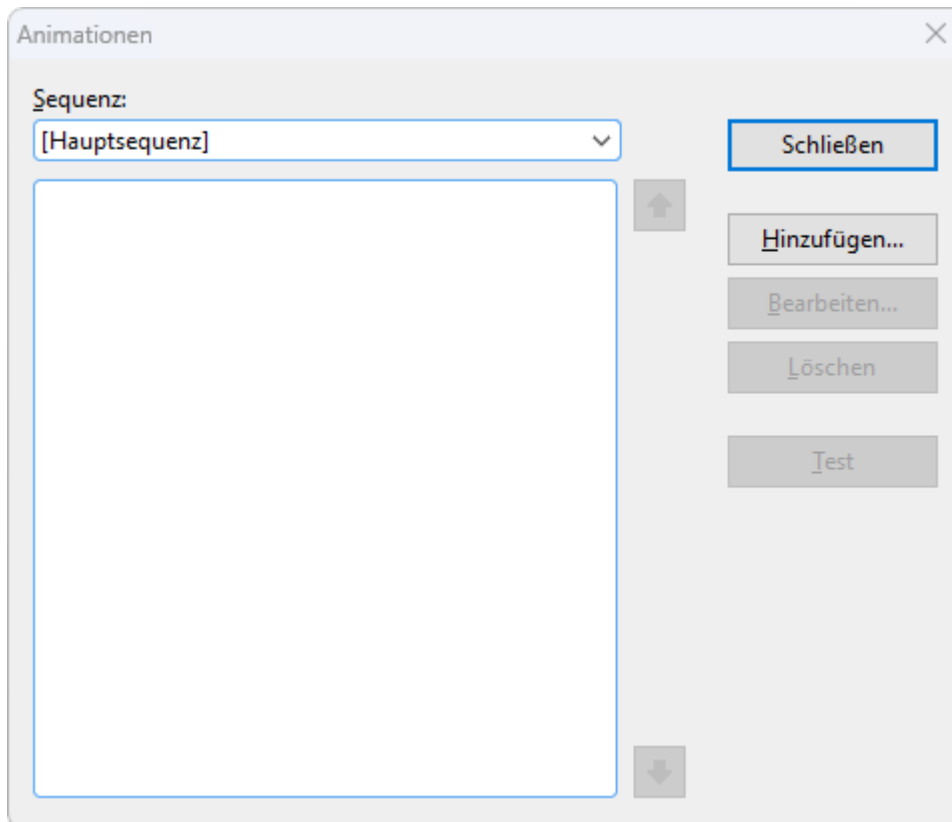 Animationen
Sequenz:
[Hauptsequenz]
Schließen
Hinzufügen...
Bearbeiten...
Löschen
Test